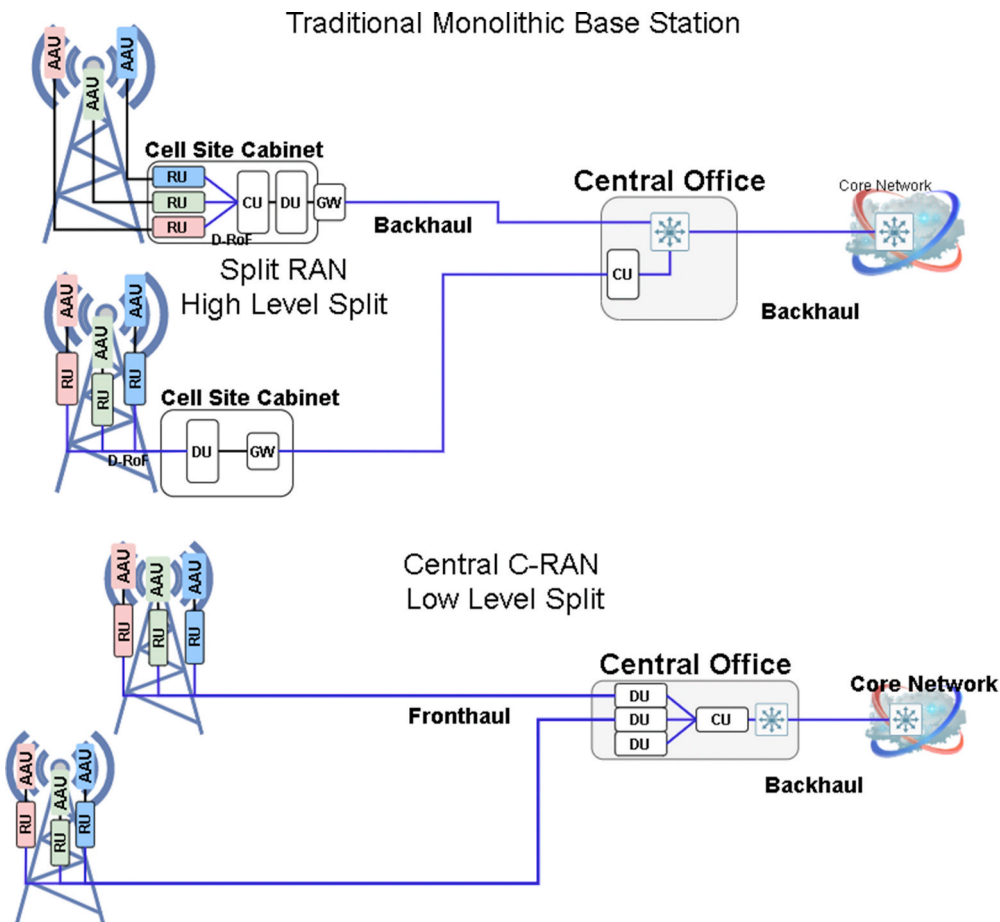 Traditional Monolithic Base Station
AAU
AAU
AAU
Cell Site Cabinet
RU
RU
RU
CU
DU
GW
D-RoF
Backhaul
Central Office
CU
Core Network
Backhaul
Split RAN
High Level Split
AAU
AAU
AAU
RU
RU
RU
D-RoF
Cell Site Cabinet
DU
GW
Central C-RAN
Low Level Split
AAU
AAU
AAU
RU
RU
RU
Fronthaul
Central Office
DU
DU
DU
CU
Core Network
Backhaul
AAU
AAU
AAU
RU
RU
RU